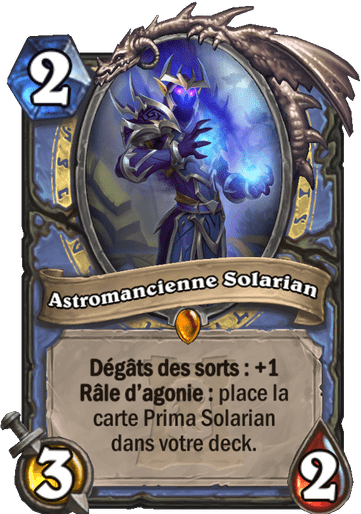 2
Astromancienne Solarian
Dégâts des sorts : +1
Râle d'agonie : place la
carte Prima Solarian
dans votre deck.
3
2